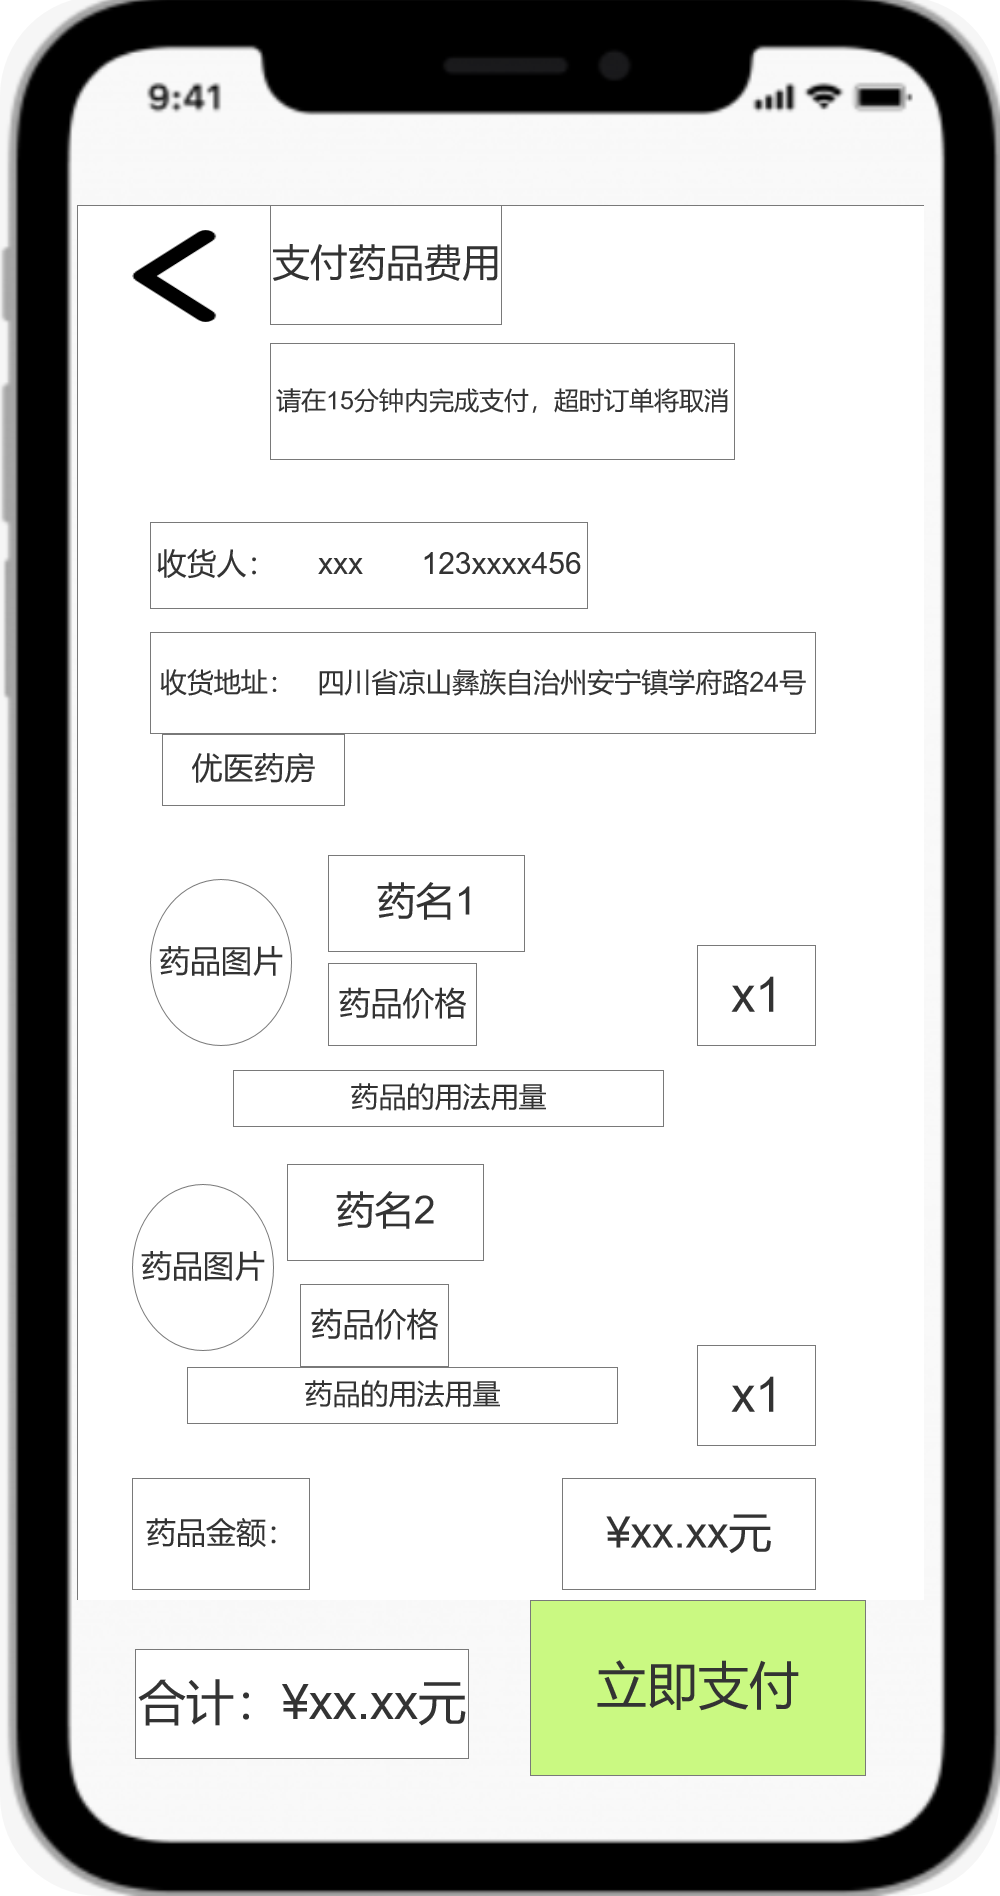 9:41
支付药品费用
请在15分钟内完成支付，超时订单将取消
收货人： xxx 123xxxx456
收货地址： 四川省凉山彝族自治州安宁镇学府路24号
优医药房
药品图片
药名1
药品价格
x1
药品的用法用量
药品图片
药名2
药品价格
药品的用法用量
x1
药品金额：
¥xx.xx元
合计：¥xx.xx元
立即支付